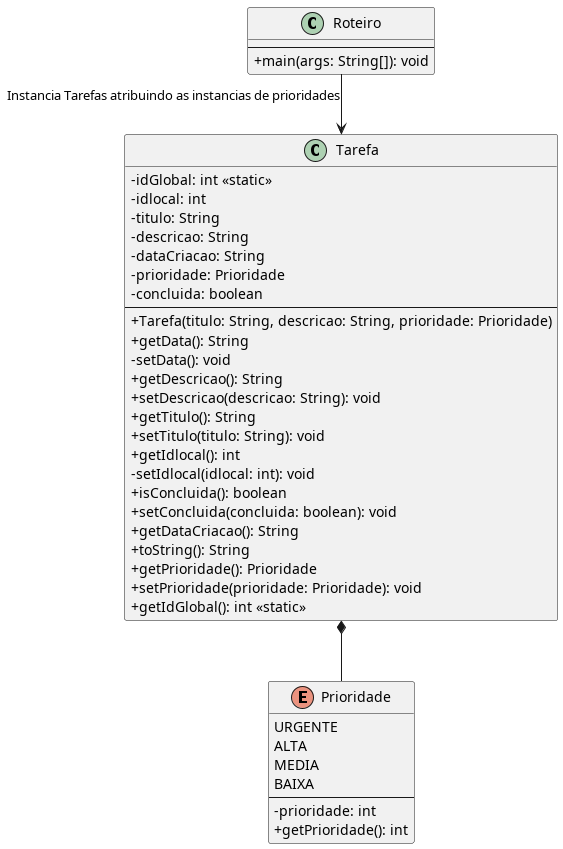 C Roteiro
+main(args: String[]): void
Instancia Tarefas atribuindo as instancias de prioridades
C Tarefa
-idGlobal: int «static»
-idlocal: int
-titulo: String
-descricao: String
-dataCriacao: String
-prioridade: Prioridade
-concluida: boolean
+Tarefa(titulo: String, descricao: String, prioridade: Prioridade)
+getData(): String
-setData(): void
+getDescricao(): String
+setDescricao(descricao: String): void
+getTitulo(): String
+setTitulo(titulo: String): void
+getIdlocal(): int
-setIdlocal(idlocal: int): void
+isConcluida(): boolean
+setConcluida(concluida: boolean): void
+getDataCriacao(): String
+toString(): String
+getPrioridade(): Prioridade
+setPrioridade(prioridade: Prioridade): void
+getIdGlobal(): int «static»
E Prioridade
URGENTE
ALTA
MEDIA
BAIXA
-prioridade: int
+getPrioridade(): int